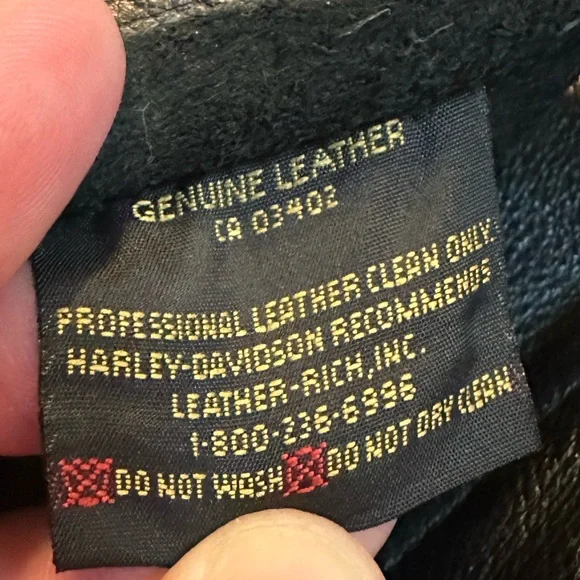 GENUINE LEATHER
CA 03402
PROFESSIONAL LEATHER CLEAN ONLY.
HARLEY-DAVIDSON RECOMMENDS
LEATHER-RICH, INC.
1-800-236-6996
DO NOT WASH DO NOT DRY CLEAN